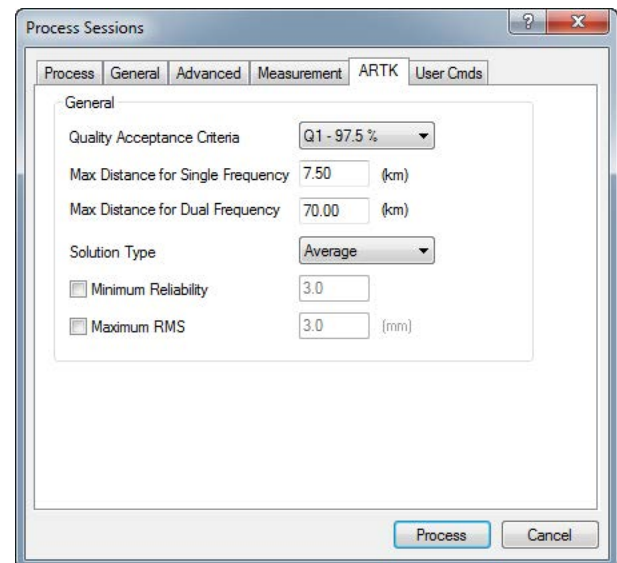 Process Sessions
Process General Advanced Measurement ARTK User Cmds
General
Quality Acceptance Criteria Q1 - 97.5 %
Max Distance for Single Frequency 7.50 (km)
Max Distance for Dual Frequency 70.00 (km)
Solution Type Average
Minimum Reliability 3.0
Maximum RMS 3.0 (mm)
Process Cancel